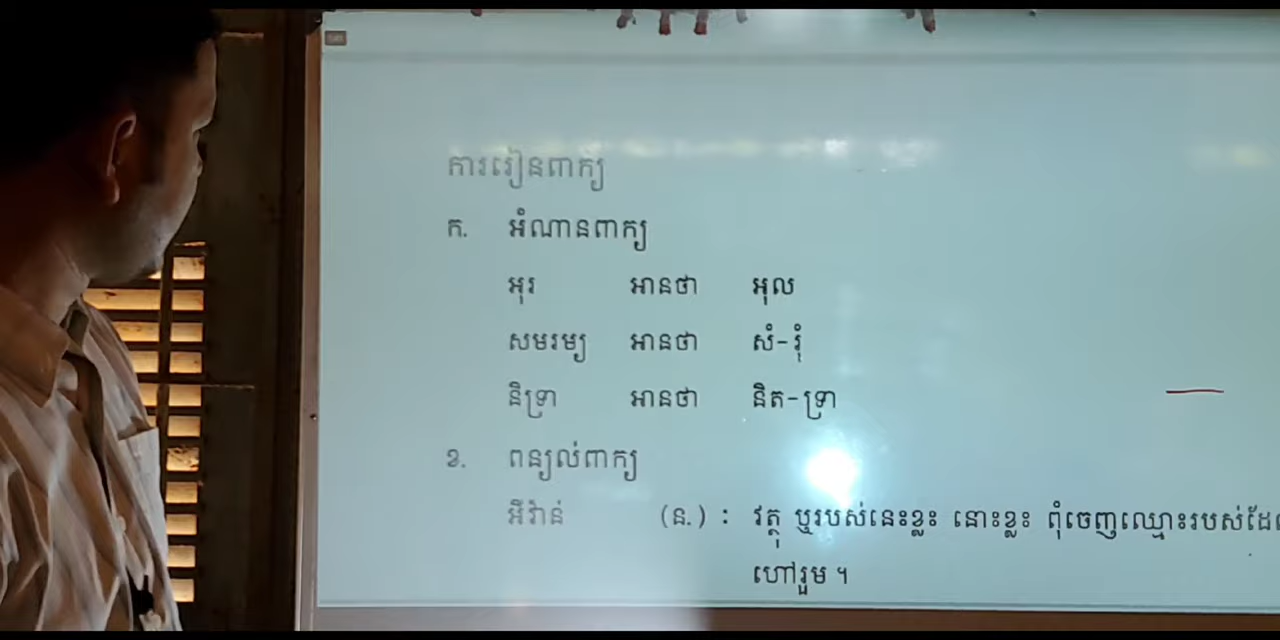 ការរៀនពាក្យ
ក. អំណានពាក្យ
អុរ អានថា អុល
សមរម្យ អានថា សំ-រុំ
និទ្រា អានថា និត-ទ្រា
ខ. ពន្យល់ពាក្យ
អីវ៉ាន់ (ន.) : វត្ថុ ឬរបស់នេះខ្លះ នោះខ្លះ ពុំចេញឈ្មោះរបស់
ហៅរួម ។